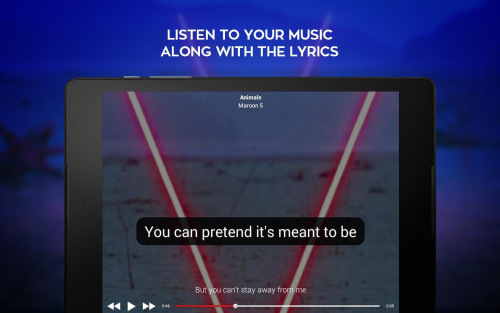 LISTEN TO YOUR MUSIC
ALONG WITH THE LYRICS
Animals
Maroon 5
You can pretend it's meant to be
But you can't stay away from me
0:46
-3:05